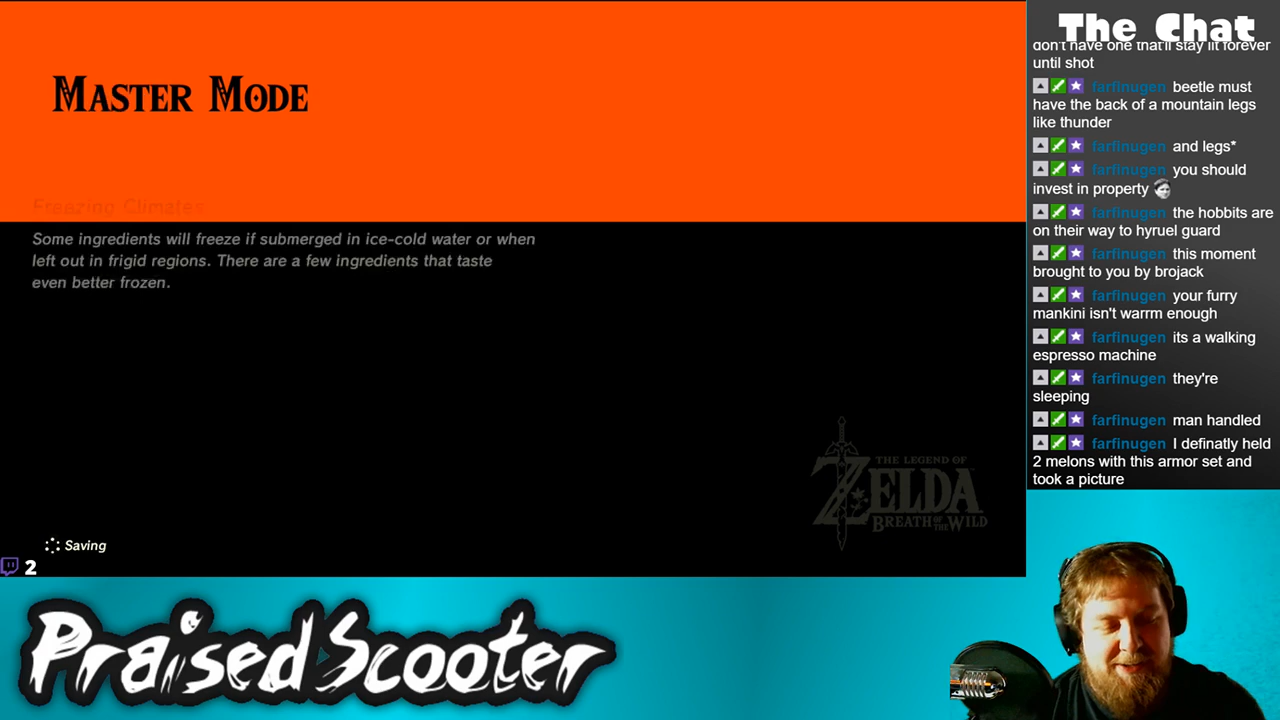 MASTER MODE
Freezing Climates
Some ingredients will freeze if submerged in ice-cold water or when
left out in frigid regions. There are a few ingredients that taste
even better frozen.
THE LEGEND OF
ZELDA
BREATH OF THE WILD
Saving
2
PraisedScooter
The Chat
don't have one that'll stay lit forever
until shot
farfinugen beetle must
have the back of a mountain legs
like thunder
farfinugen and legs*
farfinugen you should
invest in property
farfinugen the hobbits are
on their way to hyruel guard
farfinugen this moment
brought to you by brojack
farfinugen your furry
mankini isn't warrm enough
farfinugen its a walking
espresso machine
farfinugen they're
sleeping
farfinugen man handled
farfinugen I definatly held
2 melons with this armor set and
took a picture